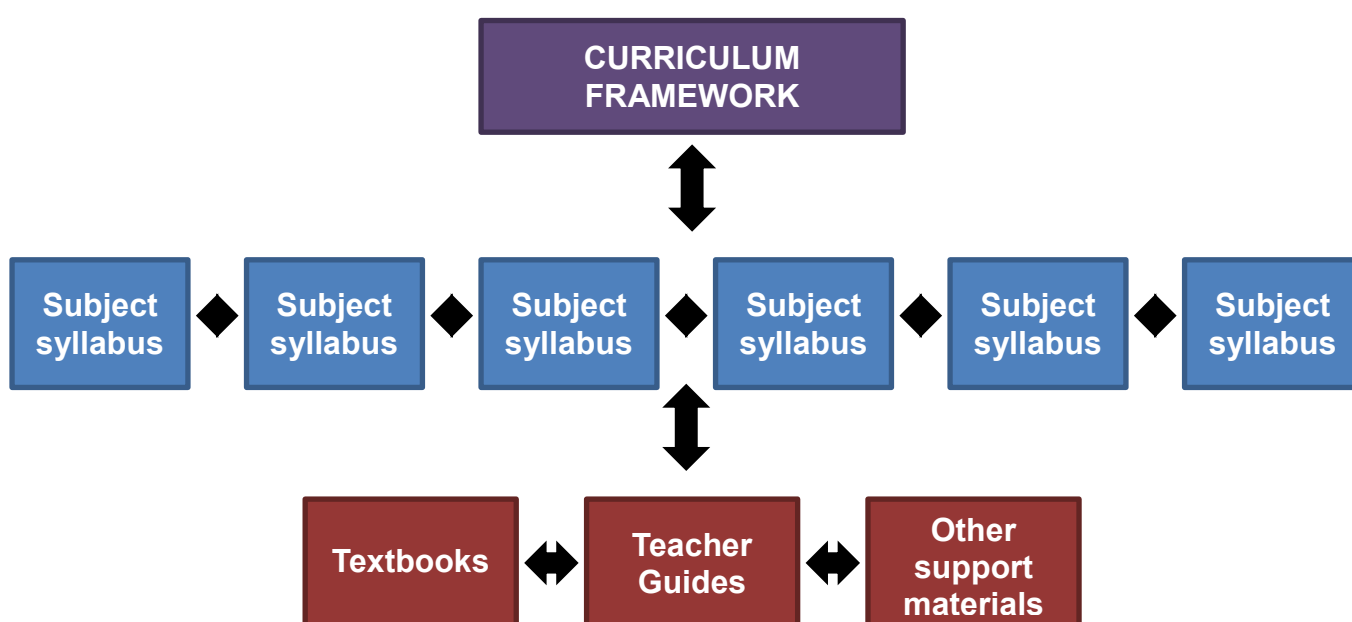 CURRICULUM
FRAMEWORK
Subject
syllabus
Subject
syllabus
Subject
syllabus
Subject
syllabus
Subject
syllabus
Subject
syllabus
Textbooks
Teacher
Guides
Other
support
materials